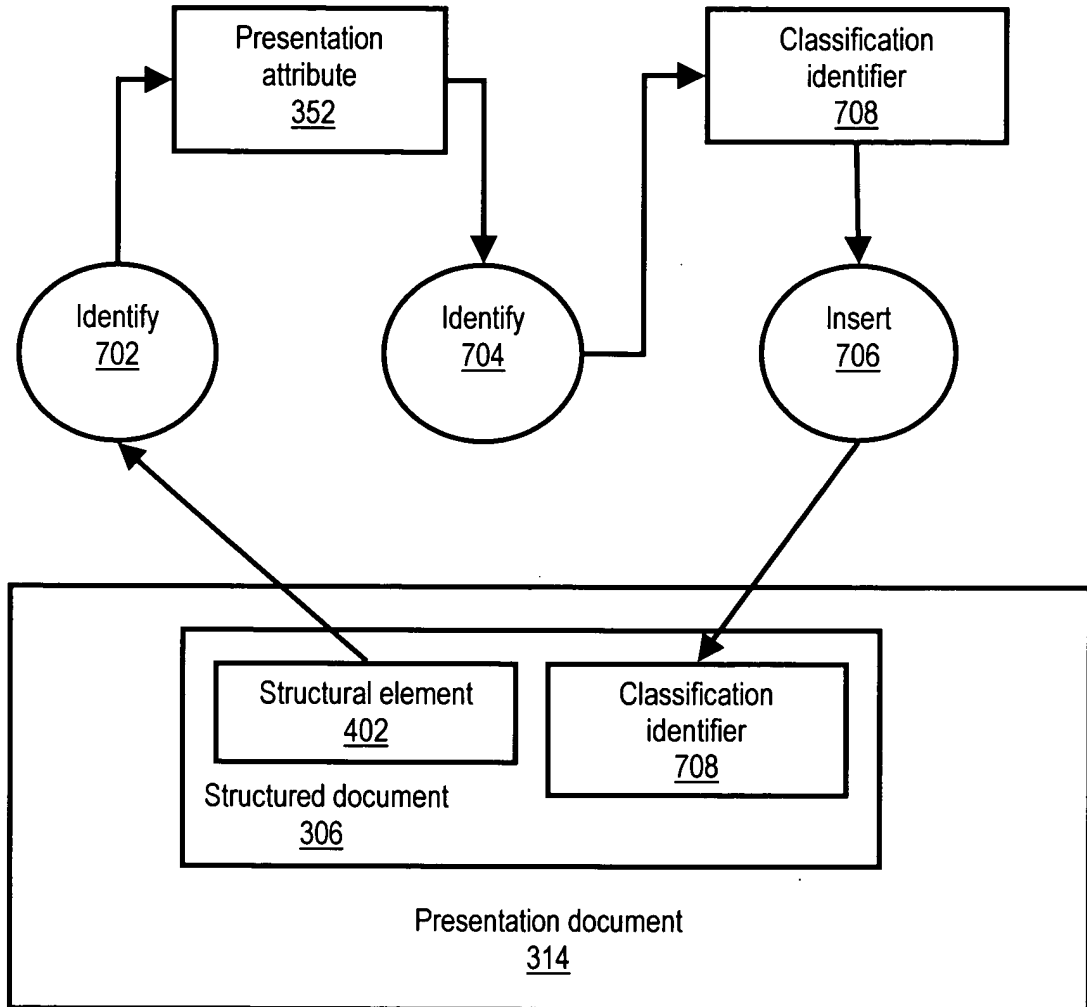 Presentation
attribute
352
Classification
identifier
708
Identify
702
Identify
704
Insert
706
Structural element
402
Classification
identifier
708
Structured document
306
Presentation document
314